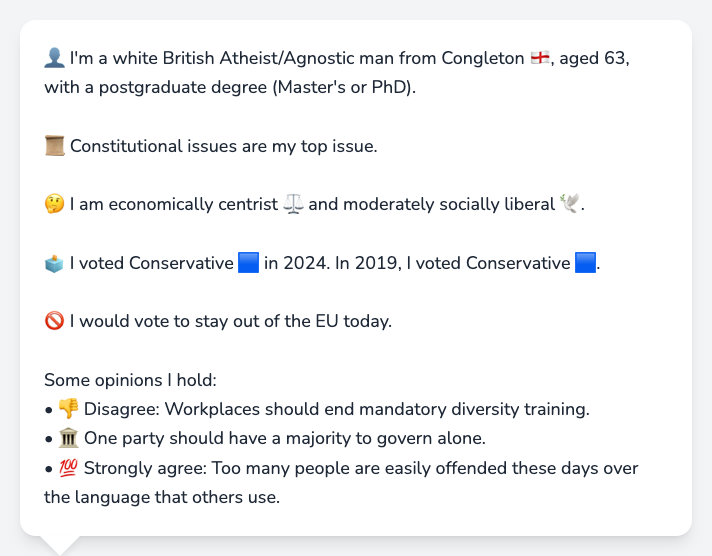 👤 I'm a white British Atheist/Agnostic man from Congleton 🏴󠁧󠁢󠁥󠁮󠁧󠁿, aged 63,
with a postgraduate degree (Master's or PhD).
📜 Constitutional issues are my top issue.
🤔 I am economically centrist ⚖️ and moderately socially liberal 🕊️.
🗳️ I voted Conservative 🟦 in 2024. In 2019, I voted Conservative 🟦.
🚫 I would vote to stay out of the EU today.
Some opinions I hold:
• 👎 Disagree: Workplaces should end mandatory diversity training.
• 🏛️ One party should have a majority to govern alone.
• 💯 Strongly agree: Too many people are easily offended these days over
the language that others use.